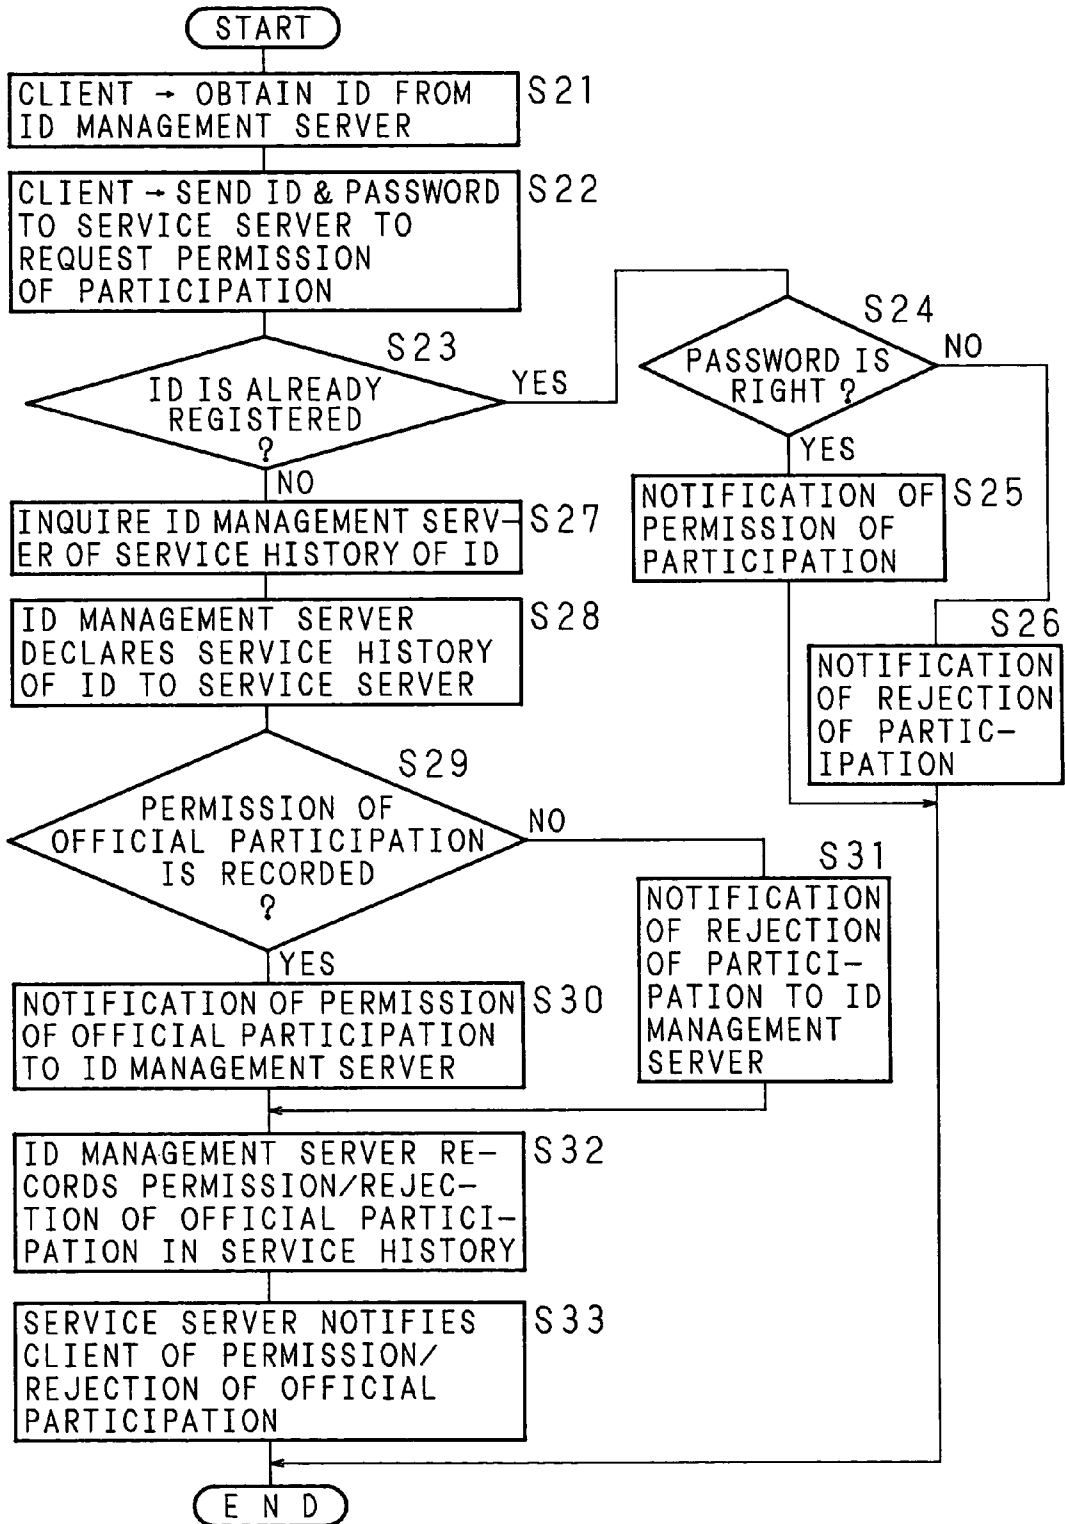 START
CLIENT → OBTAIN ID FROM
ID MANAGEMENT SERVER
S21
CLIENT → SEND ID & PASSWORD
TO SERVICE SERVER TO
REQUEST PERMISSION
OF PARTICIPATION
S22
S23
ID IS ALREADY
REGISTERED
?
YES
NO
S24
PASSWORD IS
RIGHT ?
NO
YES
NOTIFICATION OF
PERMISSION OF
PARTICIPATION
S25
S26
NOTIFICATION
OF REJECTION
OF PARTIC-
IPATION
INQUIRE ID MANAGEMENT SERV-
ER OF SERVICE HISTORY OF ID
S27
ID MANAGEMENT SERVER
DECLARES SERVICE HISTORY
OF ID TO SERVICE SERVER
S28
S29
PERMISSION OF
OFFICIAL PARTICIPATION
IS RECORDED
?
NO
YES
S31
NOTIFICATION
OF REJECTION
OF PARTICI-
PATION TO ID
MANAGEMENT
SERVER
NOTIFICATION OF PERMISSION
OF OFFICIAL PARTICIPATION
TO ID MANAGEMENT SERVER
S30
ID MANAGEMENT SERVER RE-
CORDS PERMISSION/REJEC-
TION OF OFFICIAL PARTICI-
PATION IN SERVICE HISTORY
S32
SERVICE SERVER NOTIFIES
CLIENT OF PERMISSION/
REJECTION OF OFFICIAL
PARTICIPATION
S33
END